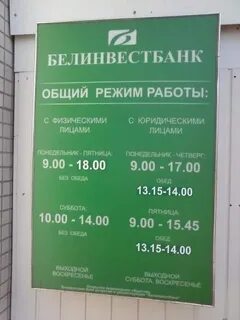 БЕЛИНВЕСТБАНК
ОБЩИЙ РЕЖИМ РАБОТЫ:
С ФИЗИЧЕСКИМИ
ЛИЦАМИ
ПОНЕДЕЛЬНИК - ПЯТНИЦА:
9.00 - 18.00
БЕЗ ОБЕДА
СУББОТА:
10.00 - 14.00
БЕЗ ОБЕДА
ВЫХОДНОЙ
ВОСКРЕСЕНЬЕ
С ЮРИДИЧЕСКИМИ
ЛИЦАМИ
ПОНЕДЕЛЬНИК - ЧЕТВЕРГ:
9.00 - 17.00
ОБЕД
13.15-14.00
ПЯТНИЦА:
9.00 - 15.45
ОБЕД
13.15-14.00
ВЫХОДНОЙ
СУББОТА, ВОСКРЕСЕНЬЕ